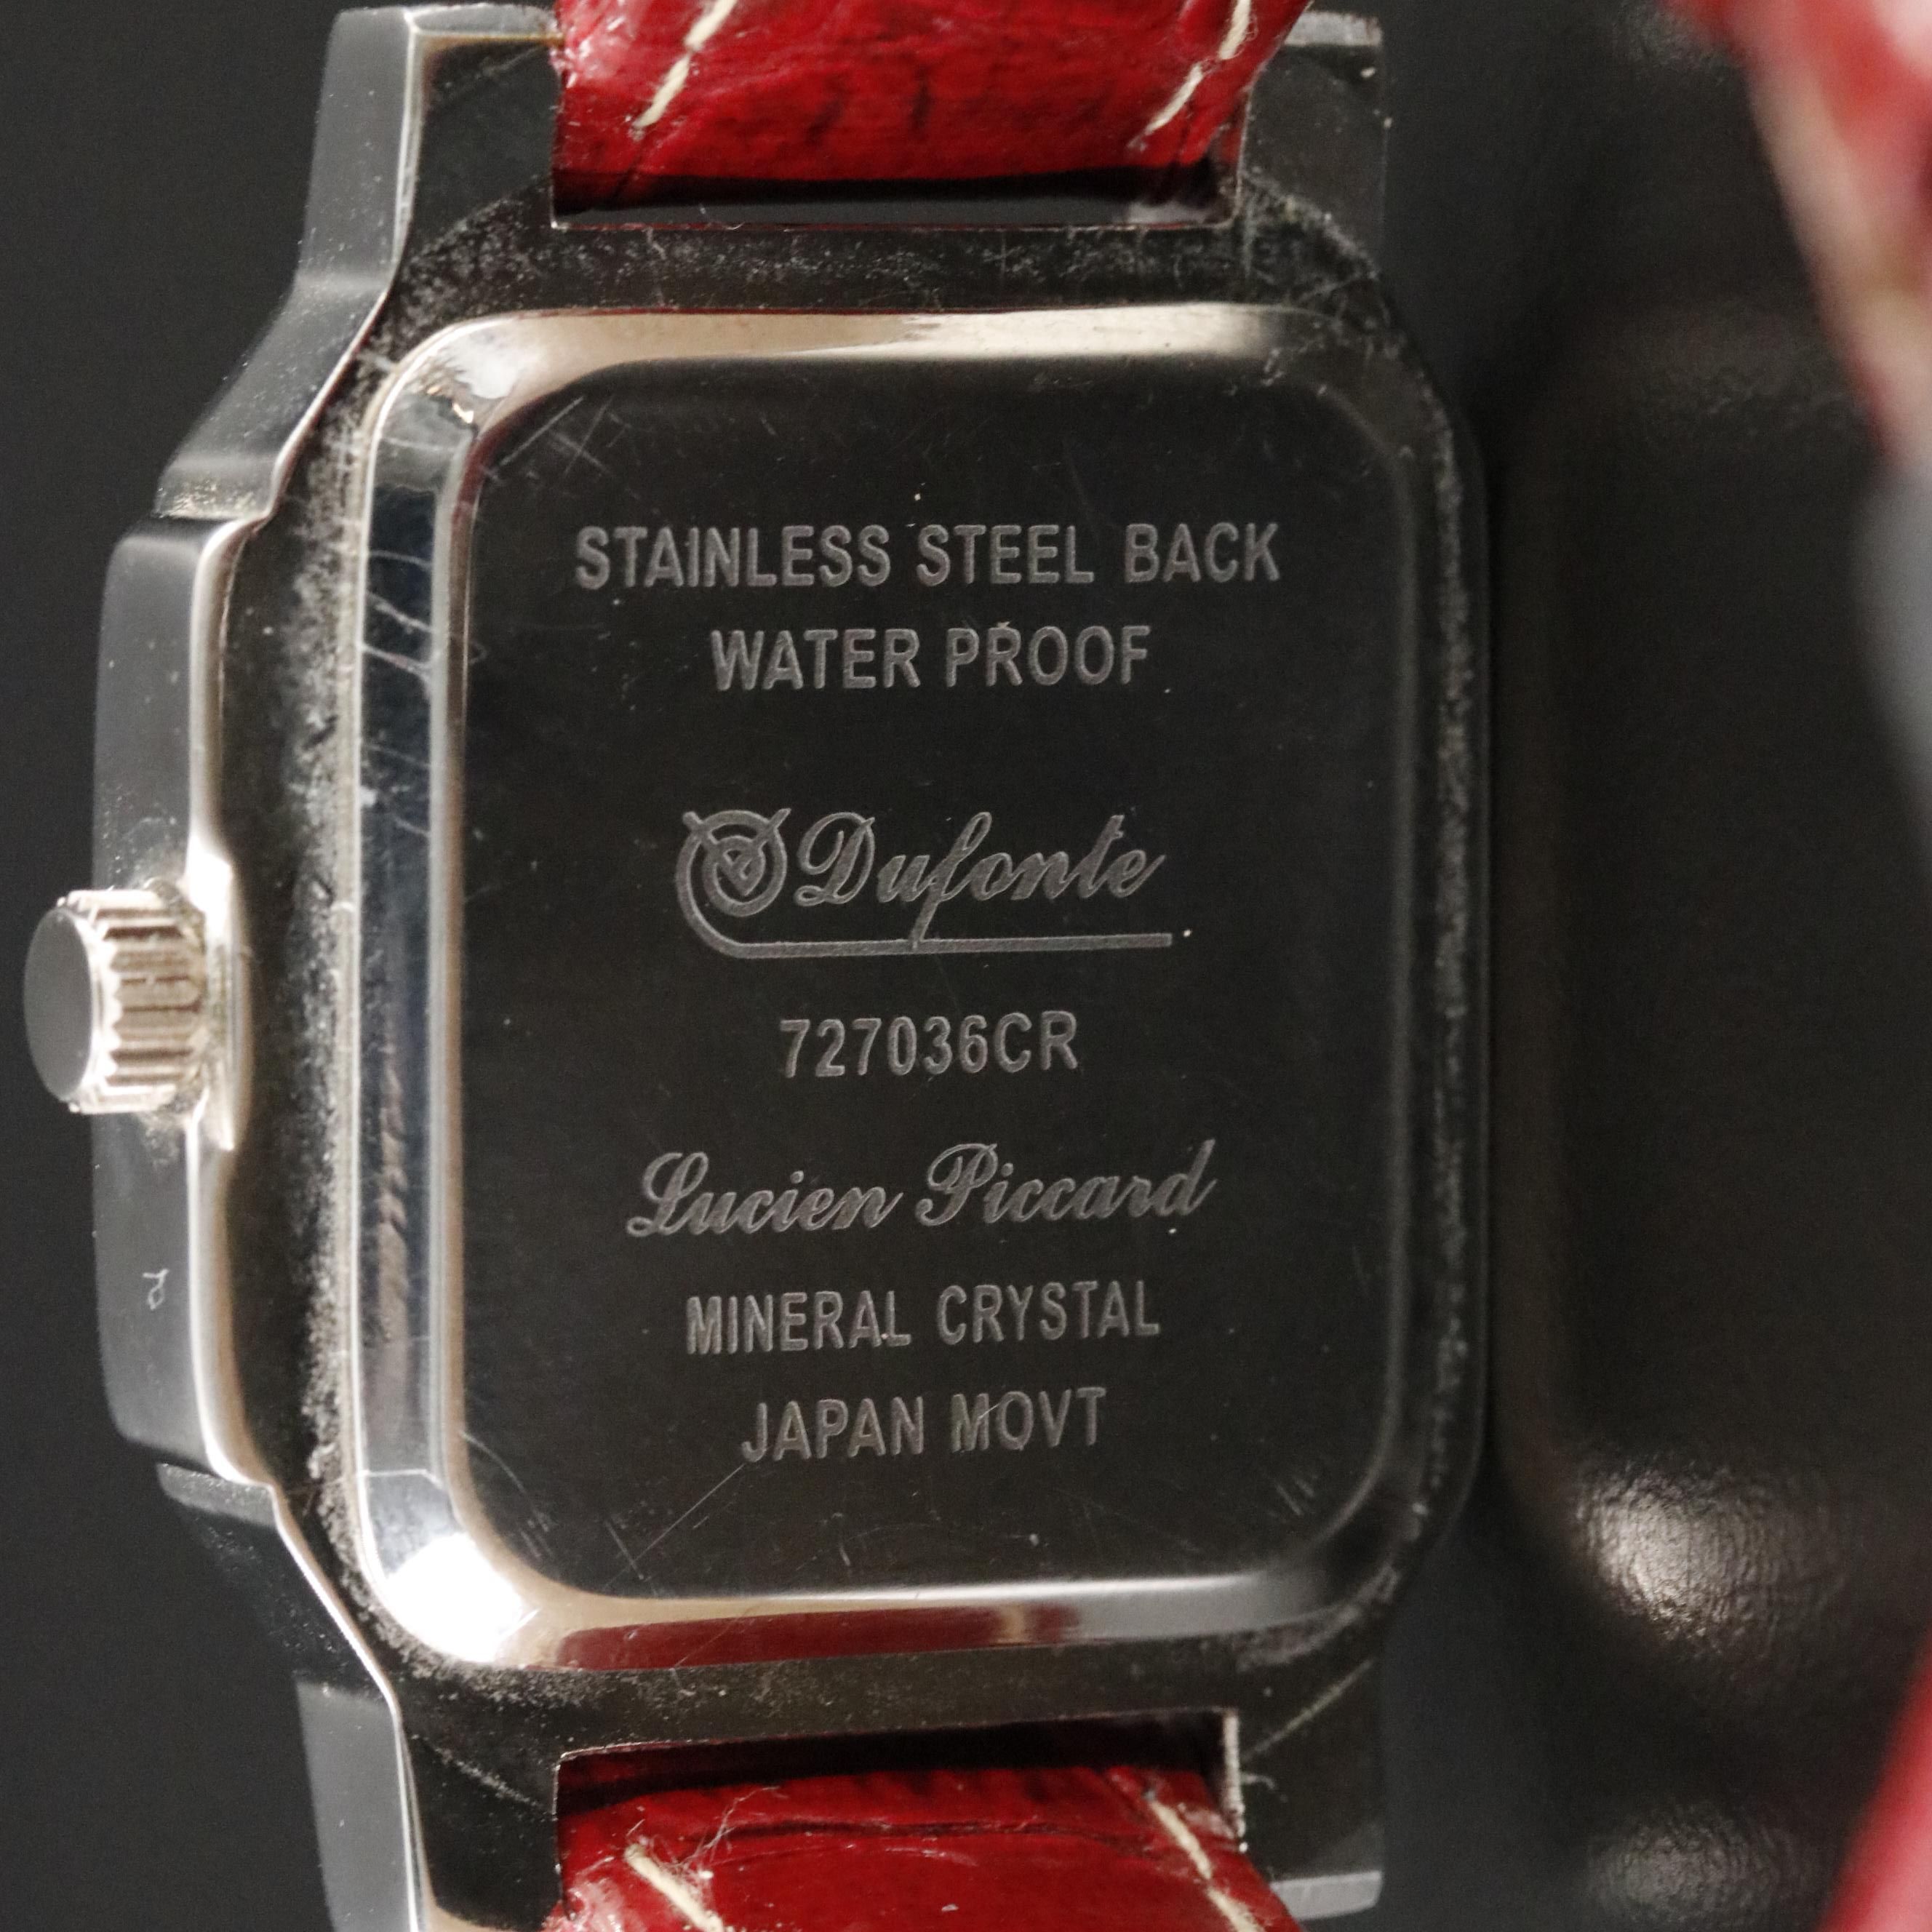 STAINLESS STEEL BACK
WATER PROOF
Dufonte
727036CR
Lucien Piccard
MINERAL CRYSTAL
JAPAN MOVT